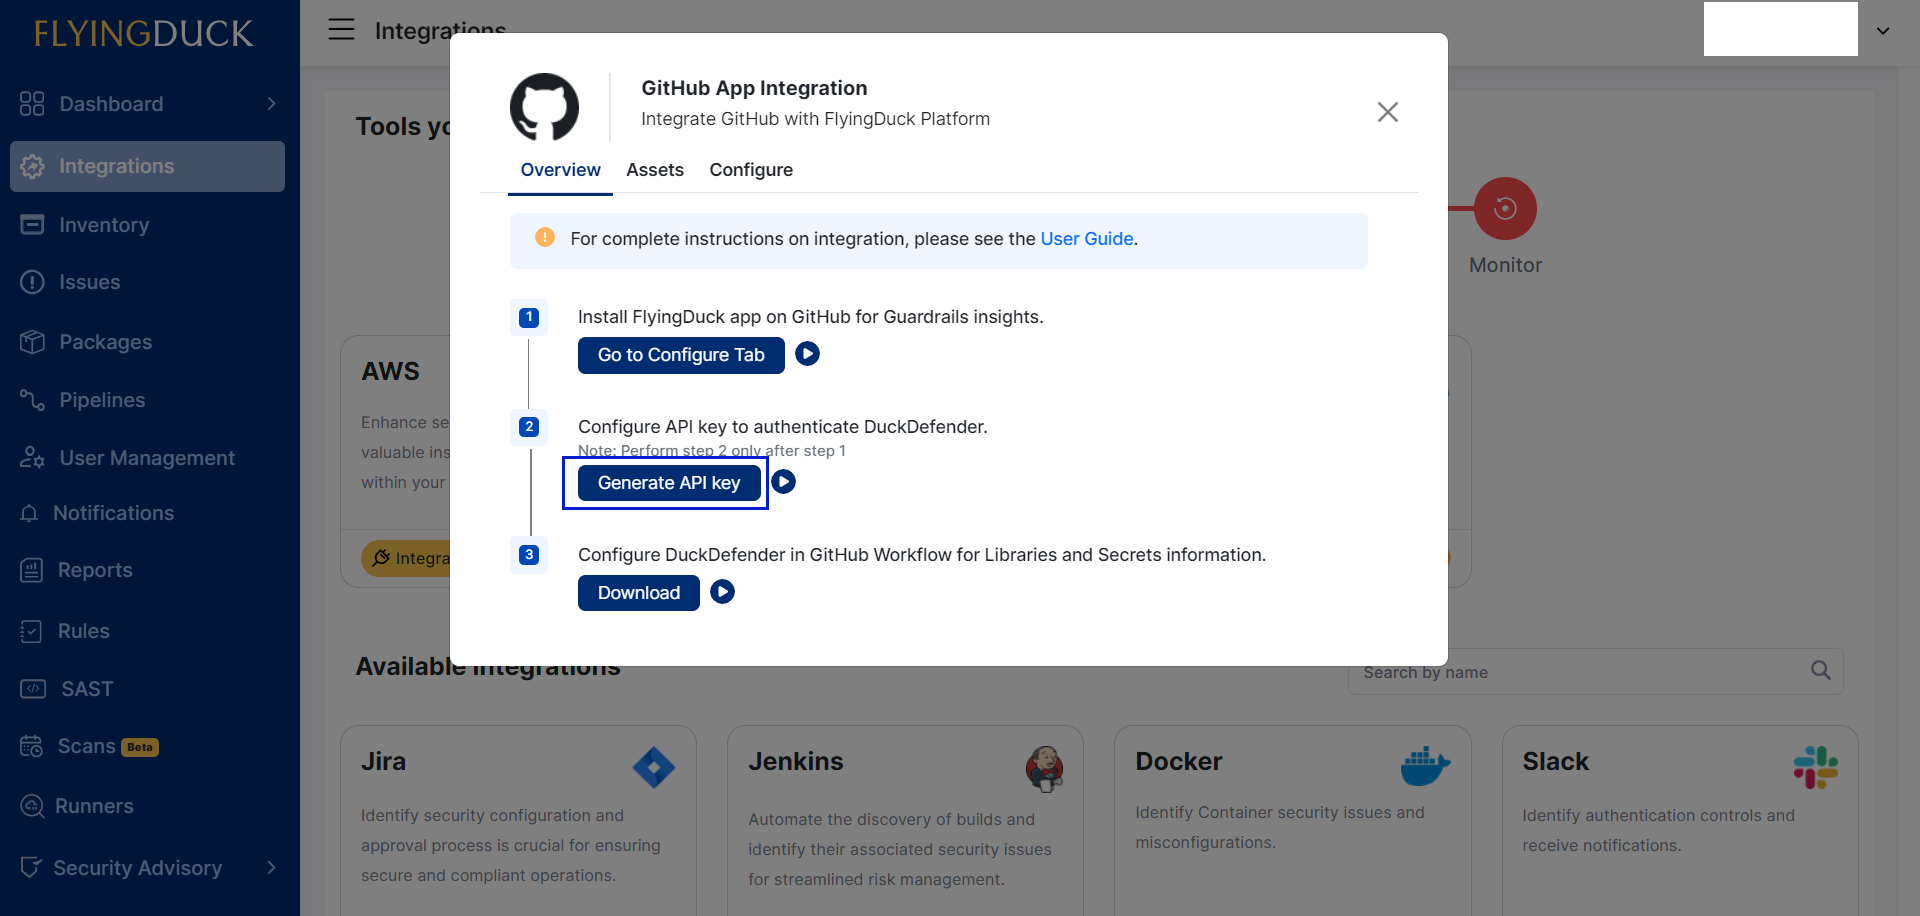 FLYINGDUCK
Dashboard
Integrations
Inventory
Issues
Packages
Pipelines
User Management
Notifications
Reports
Rules
SAST
Scans Beta
Runners
Security Advisory
Integrations
Tools yo
Monitor
AWS
Enhance se
valuable ins
within your
Integra
GitHub App Integration
Integrate GitHub with FlyingDuck Platform
Overview Assets Configure
For complete instructions on integration, please see the User Guide.
1 Install FlyingDuck app on GitHub for Guardrails insights.
Go to Configure Tab
2 Configure API key to authenticate DuckDefender.
Note: Perform step 2 only after step 1
Generate API key
3 Configure DuckDefender in GitHub Workflow for Libraries and Secrets information.
Download
Available Integrations
Search by name
Jira
Identify security configuration and
approval process is crucial for ensuring
secure and compliant operations.
Jenkins
Automate the discovery of builds and
identify their associated security issues
for streamlined risk management.
Docker
Identify Container security issues and
misconfigurations.
Slack
Identify authentication controls and
receive notifications.